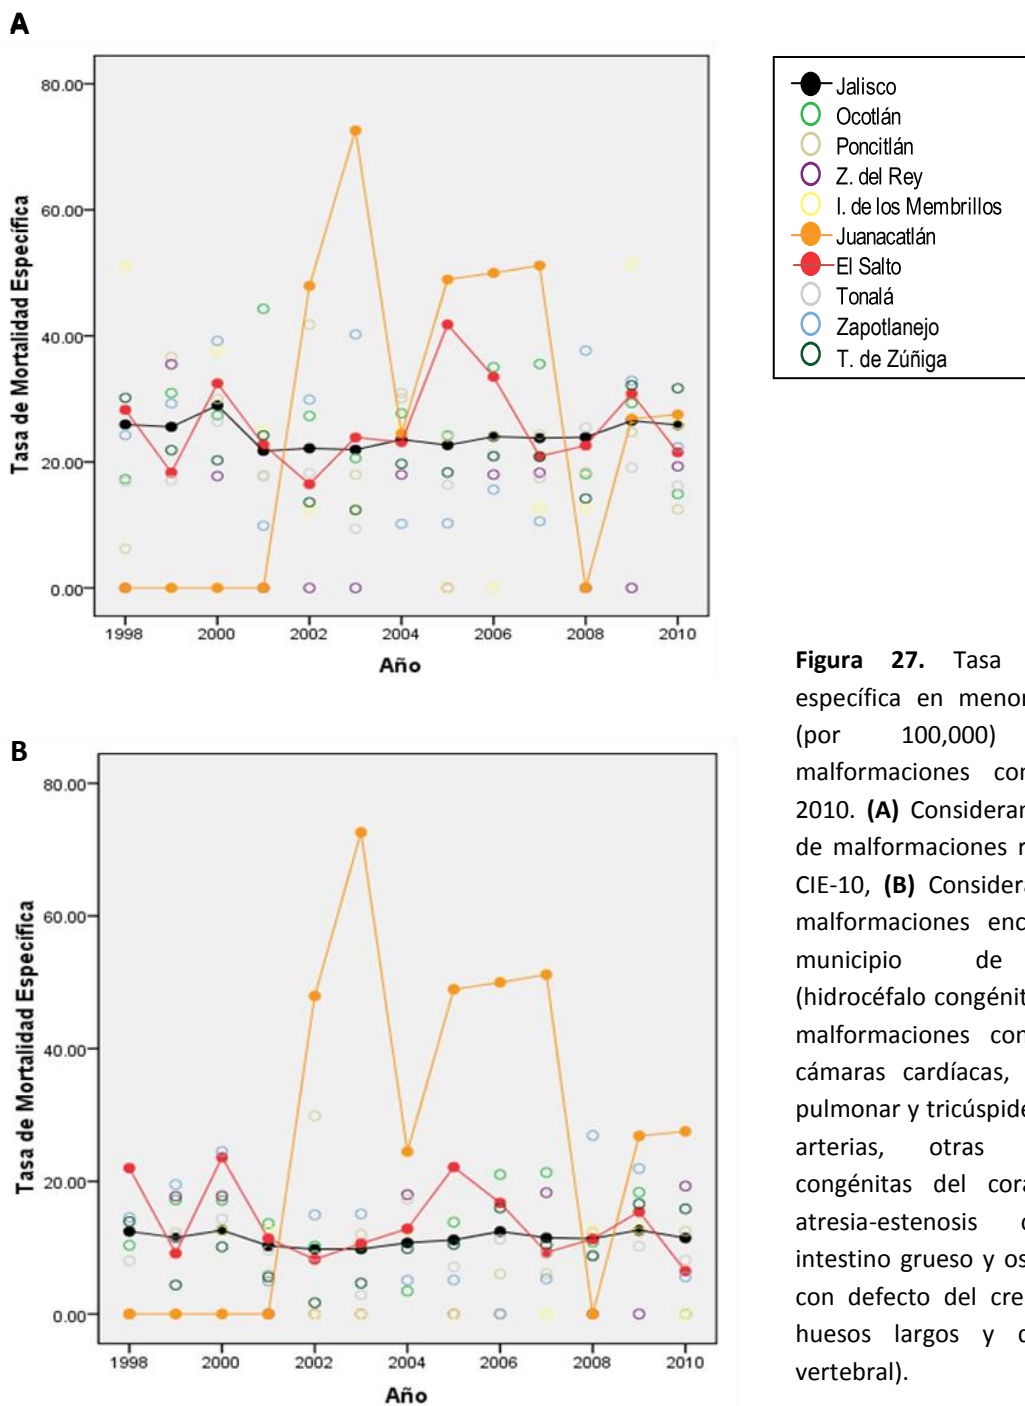 A
80.00
60.00
40.00
20.00
0.00
Tasa de Mortalidad Específica
1998 2000 2002 2004 2006 2008 2010
Año
Jalisco
Ocotlán
Poncitlán
Z. del Rey
I. de los Membrillos
Juanacatlán
El Salto
Tonalá
Zapotlanejo
T. de Zúñiga
B
80.00
60.00
40.00
20.00
0.00
Tasa de Mortalidad Específica
1998 2000 2002 2004 2006 2008 2010
Año
Figura 27. Tasa
específica en menor
(por 100,000)
malformaciones con
2010. (A) Consideran
de malformaciones r
CIE-10, (B) Considera
malformaciones enc
municipio de
(hidrocéfalo congénit
malformaciones con
cámaras cardíacas,
pulmonar y tricúspide
arterias, otras
congénitas del cora
atresia-estenosis c
intestino grueso y os
con defecto del cre
huesos largos y c
vertebral).